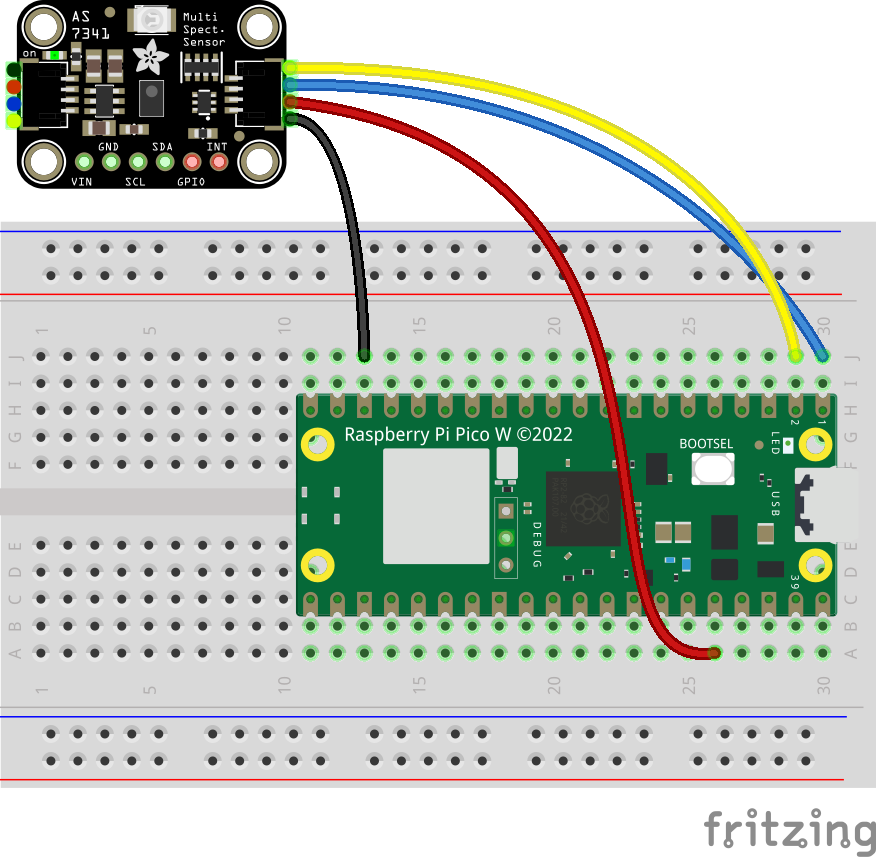 AS
7341
Multi
Spect.
Sensor
on
GND
SDA
INT
VIN
SCL
GPIO
1
5
10
15
20
25
30
J
J
I
I
H
H
G
G
F
F
Raspberry Pi Pico W ©2022
BOOTSEL
LED
2
1
USB
DEBUG
39
E
E
D
D
C
C
B
B
A
A
1
5
10
15
20
25
30
fritzing